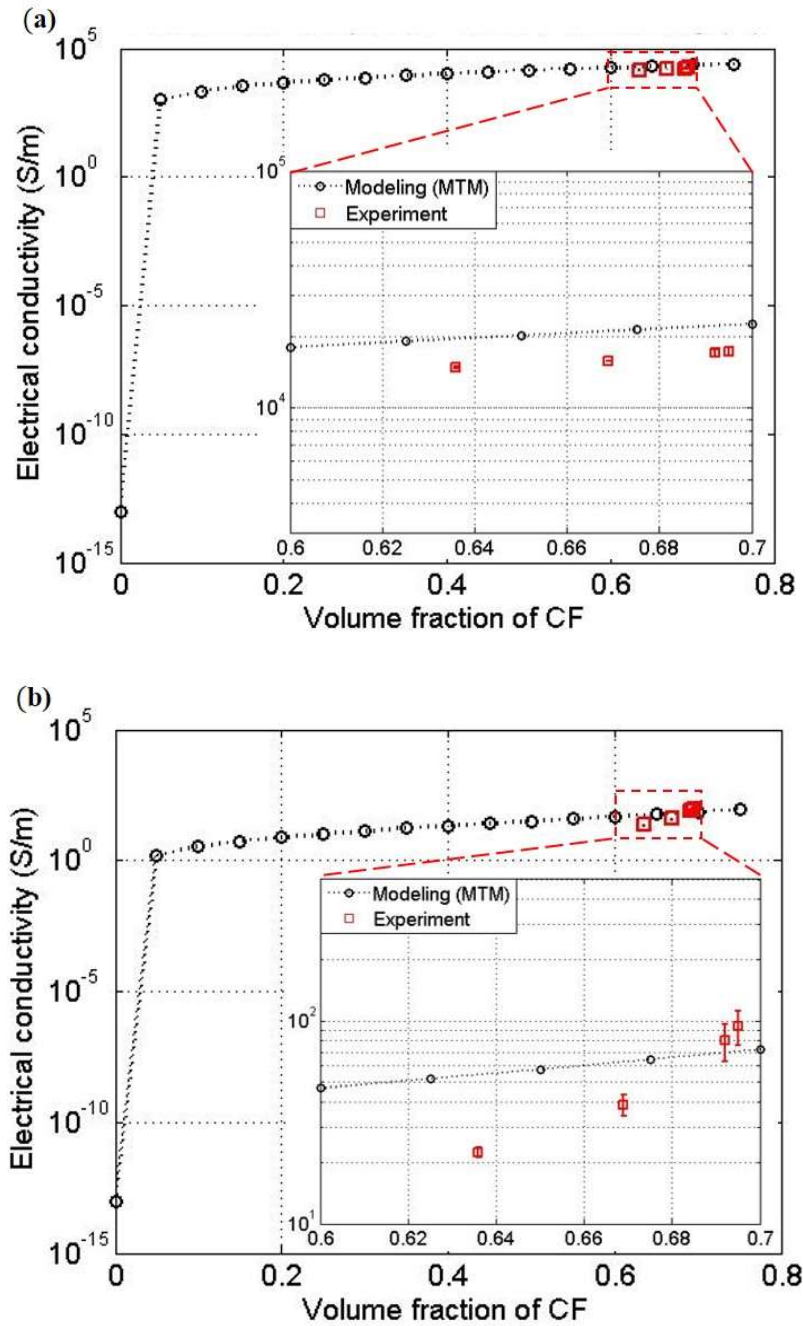 (a)
10^5
10^0
10^-5
10^-10
10^-15
Electrical conductivity (S/m)
0 0.2 0.4 0.6 0.8
Volume fraction of CF
10^5
10^4
Modeling (MTM)
Experiment
0.6 0.62 0.64 0.66 0.68 0.7
(b)
10^5
10^0
10^-5
10^-10
10^-15
Electrical conductivity (S/m)
0 0.2 0.4 0.6 0.8
Volume fraction of CF
Modeling (MTM)
Experiment
10^2
10^1
0.6 0.62 0.64 0.66 0.68 0.7